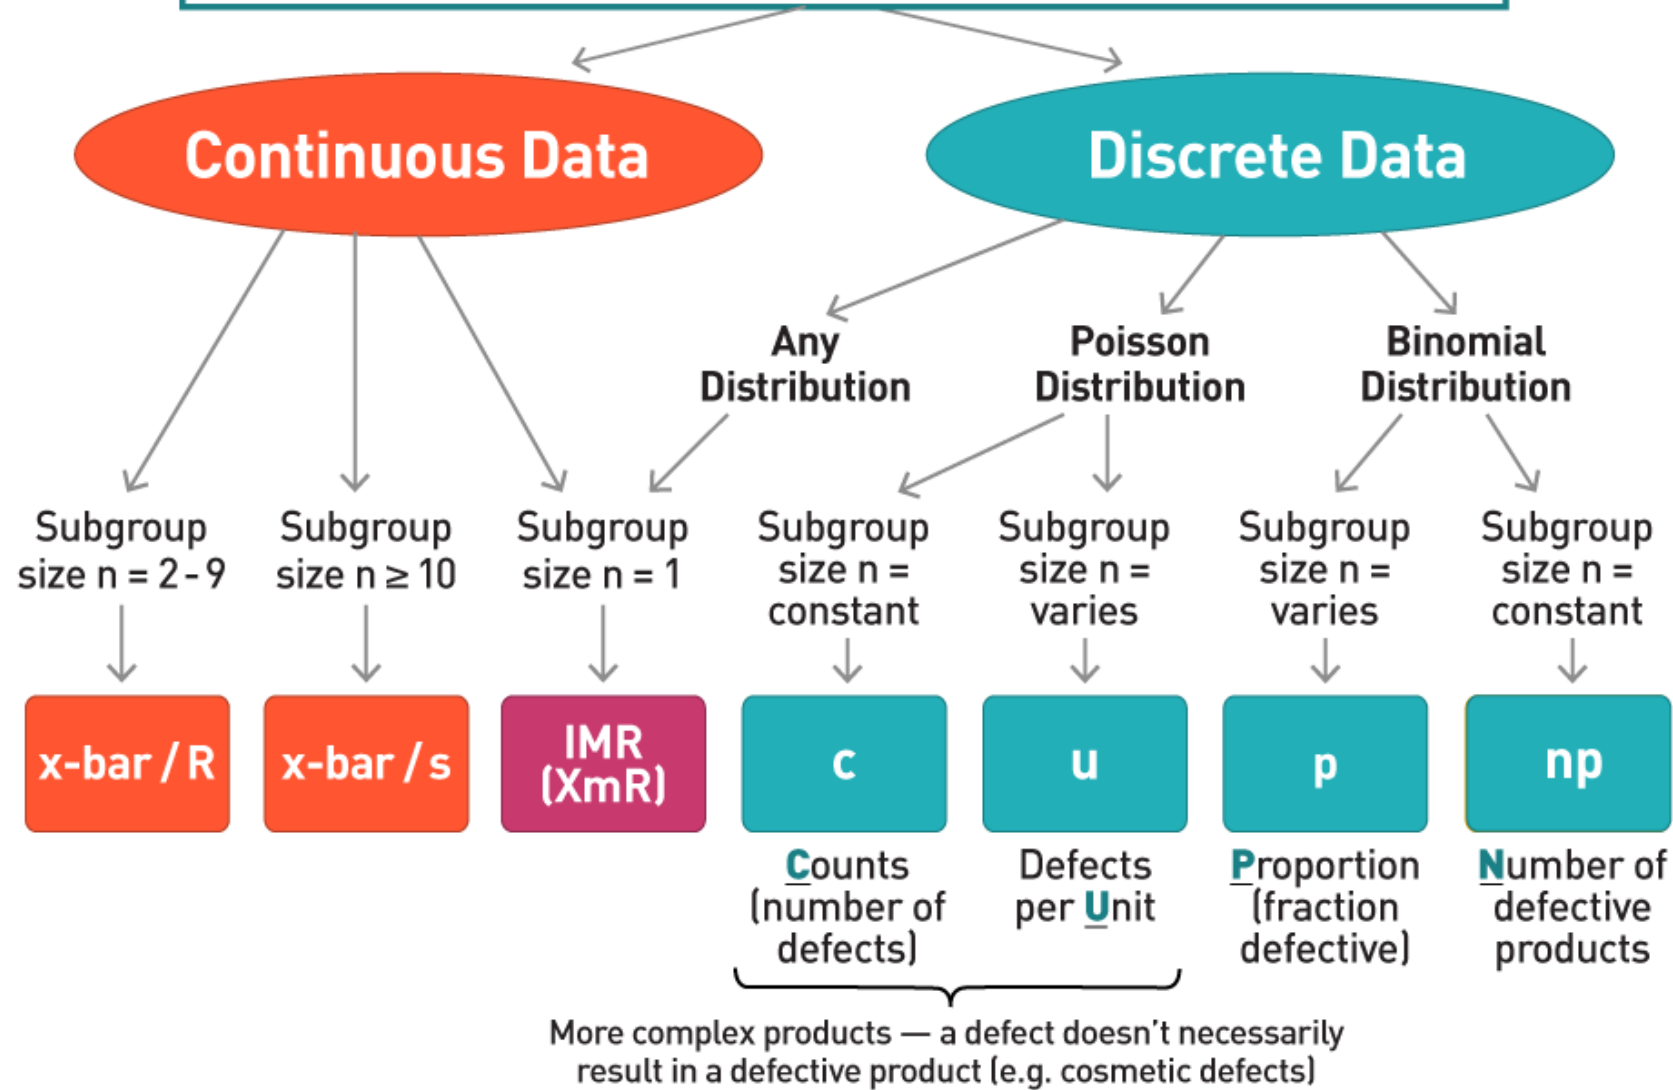 Continuous Data
Discrete Data
Any
Distribution
Poisson
Distribution
Binomial
Distribution
Subgroup
size n = 2 - 9
Subgroup
size n ≥ 10
Subgroup
size n = 1
Subgroup
size n =
constant
Subgroup
size n =
varies
Subgroup
size n =
varies
Subgroup
size n =
constant
x-bar / R
x-bar / s
IMR
(XmR)
c
u
p
np
Counts
(number of
defects)
Defects
per Unit
Proportion
(fraction
defective)
Number of
defective
products
More complex products — a defect doesn't necessarily
result in a defective product (e.g. cosmetic defects)